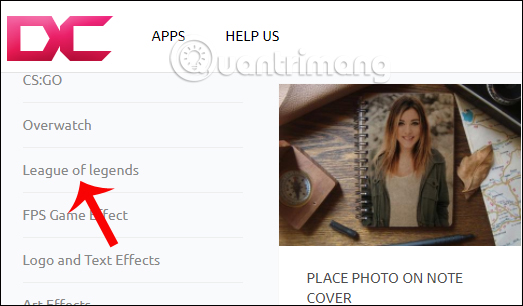 DC
APPS
HELP US
Quantrimang
CS:GO
Overwatch
League of legends
FPS Game Effect
Logo and Text Effects
Art Effects
PLACE PHOTO ON NOTE
COVER